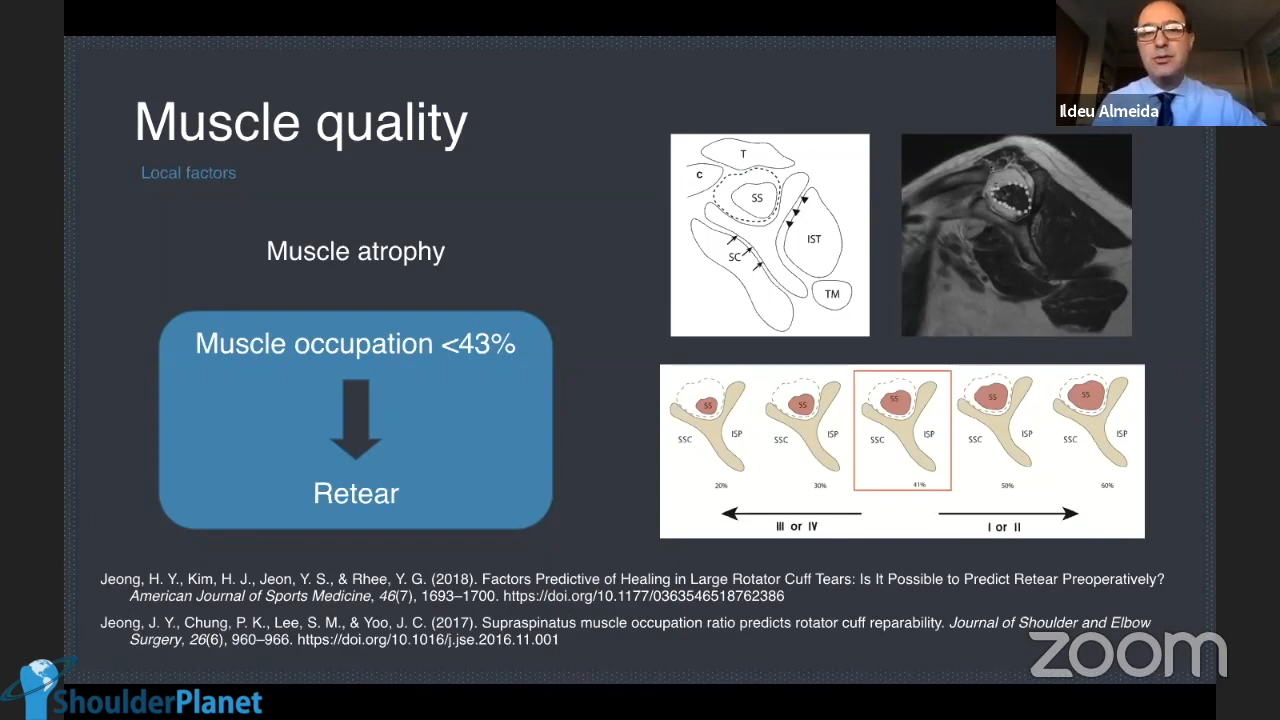 Ildeu Almeida
Muscle quality
Local factors
Muscle atrophy
Muscle occupation <43%
Retear
T
c
SS
SC
IST
TM
SS
SS
SS
SS
SS
SSC
ISP
SSC
ISP
SSC
ISP
SSC
ISP
SSC
ISP
20%
30%
41%
50%
60%
III or IV
I or II
Jeong, H. Y., Kim, H. J., Jeon, Y. S., & Rhee, Y. G. (2018). Factors Predictive of Healing in Large Rotator Cuff Tears: Is It Possible to Predict Retear Preoperatively?
American Journal of Sports Medicine, 46(7), 1693–1700. https://doi.org/10.1177/0363546518762386
Jeong, J. Y., Chung, P. K., Lee, S. M., & Yoo, J. C. (2017). Supraspinatus muscle occupation ratio predicts rotator cuff reparability. Journal of Shoulder and Elbow
Surgery, 26(6), 960–966. https://doi.org/10.1016/j.jse.2016.11.001
zoom
ShoulderPlanet